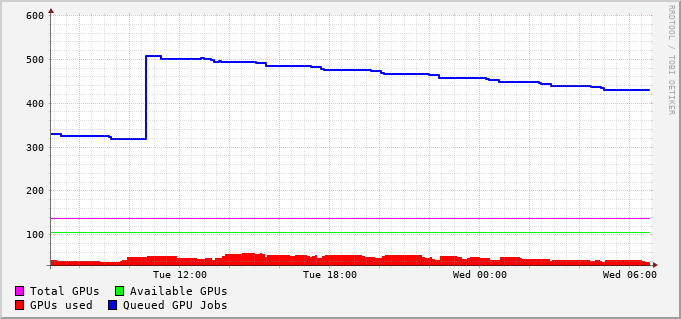 600
500
400
300
200
100
Tue 12:00 Tue 18:00 Wed 00:00 Wed 06:00
Total GPUs Available GPUs
GPUs used Queued GPU Jobs
RRDTOOL / TOBI OETIKER